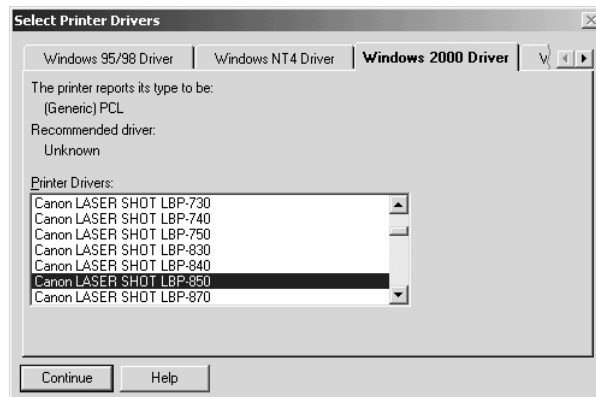 Select Printer Drivers
Windows 95/98 Driver
Windows NT4 Driver
Windows 2000 Driver
The printer reports its type to be:
(Generic) PCL
Recommended driver:
Unknown
Printer Drivers:
Canon LASER SHOT LBP-730
Canon LASER SHOT LBP-740
Canon LASER SHOT LBP-750
Canon LASER SHOT LBP-830
Canon LASER SHOT LBP-840
Canon LASER SHOT LBP-850
Canon LASER SHOT LBP-870
Continue
Help